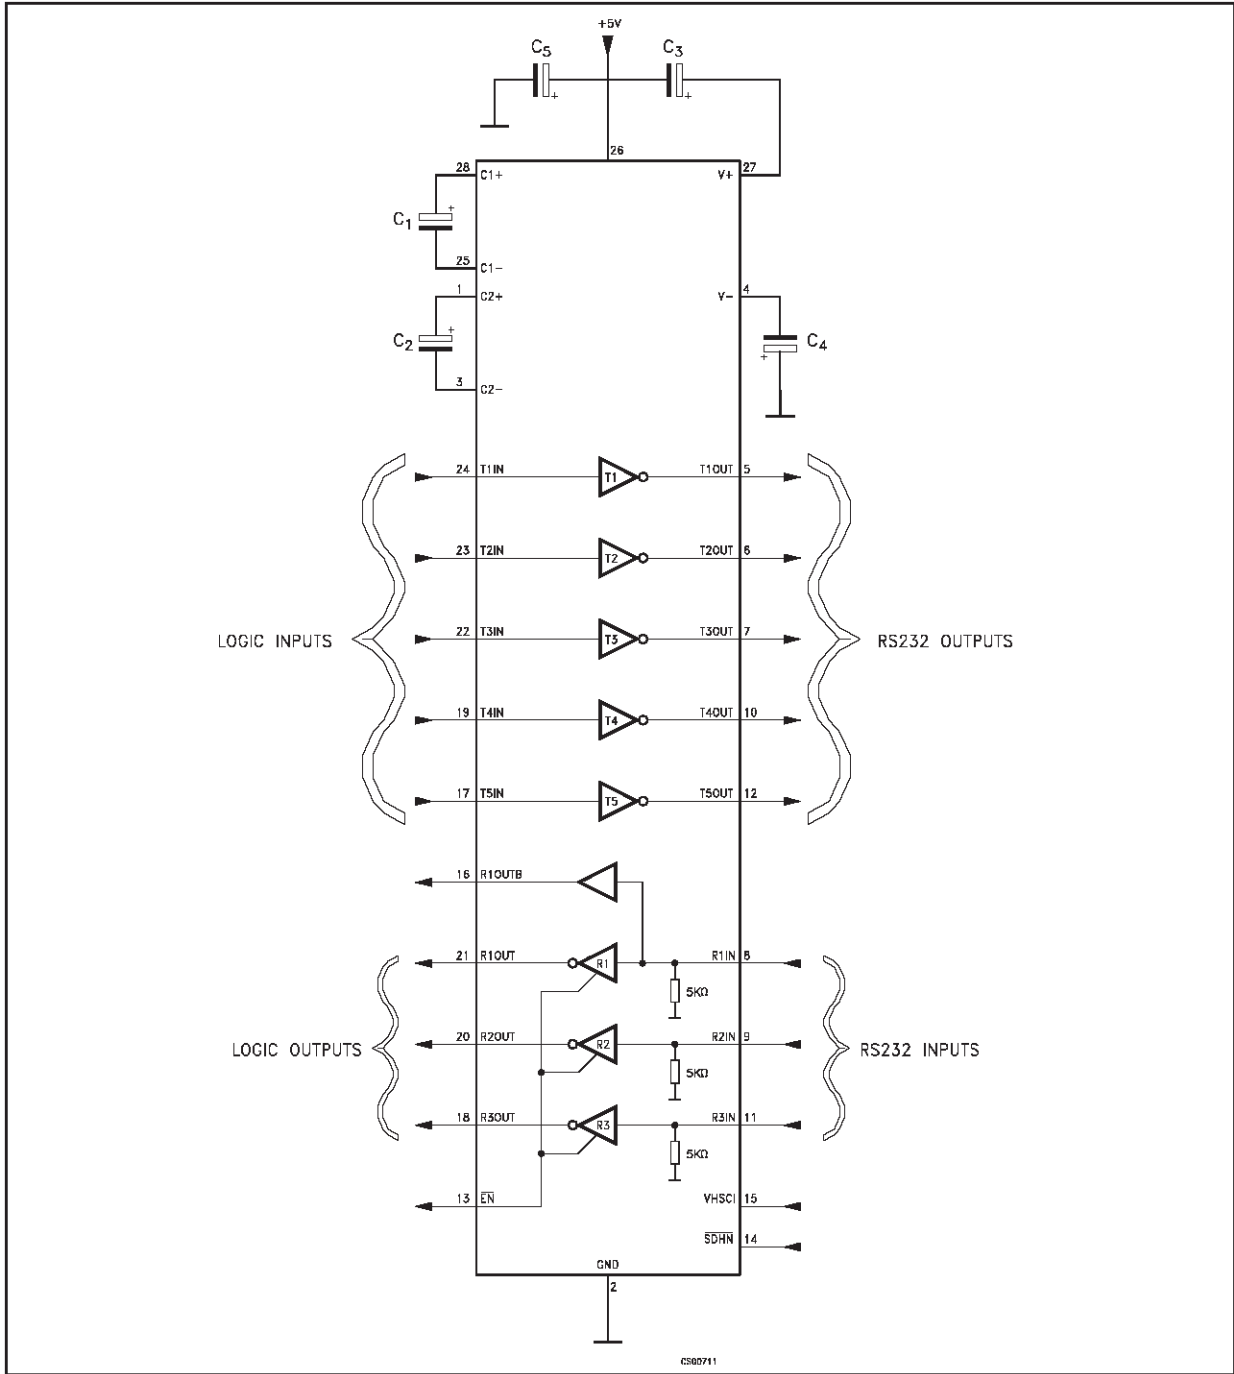 +5V
C5 C3
26
28 C1+ V+ 27
C1 +
25 C1-
1 C2+ V- 4
C2 + C4
3 C2-
24 T1IN T1 T1OUT 5
23 T2IN T2 T2OUT 6
LOGIC INPUTS 22 T3IN T3 T3OUT 7 RS232 OUTPUTS
19 T4IN T4 T4OUT 10
17 T5IN T5 T5OUT 12
16 R1OUTB
21 R1OUT R1 R1IN 8
5KΩ
20 R2OUT R2 R2IN 9
LOGIC OUTPUTS RS232 INPUTS
5KΩ
18 R3OUT R3 R3IN 11
5KΩ
13 EN VHSCI 15
SDHN 14
GND
2
CS00711